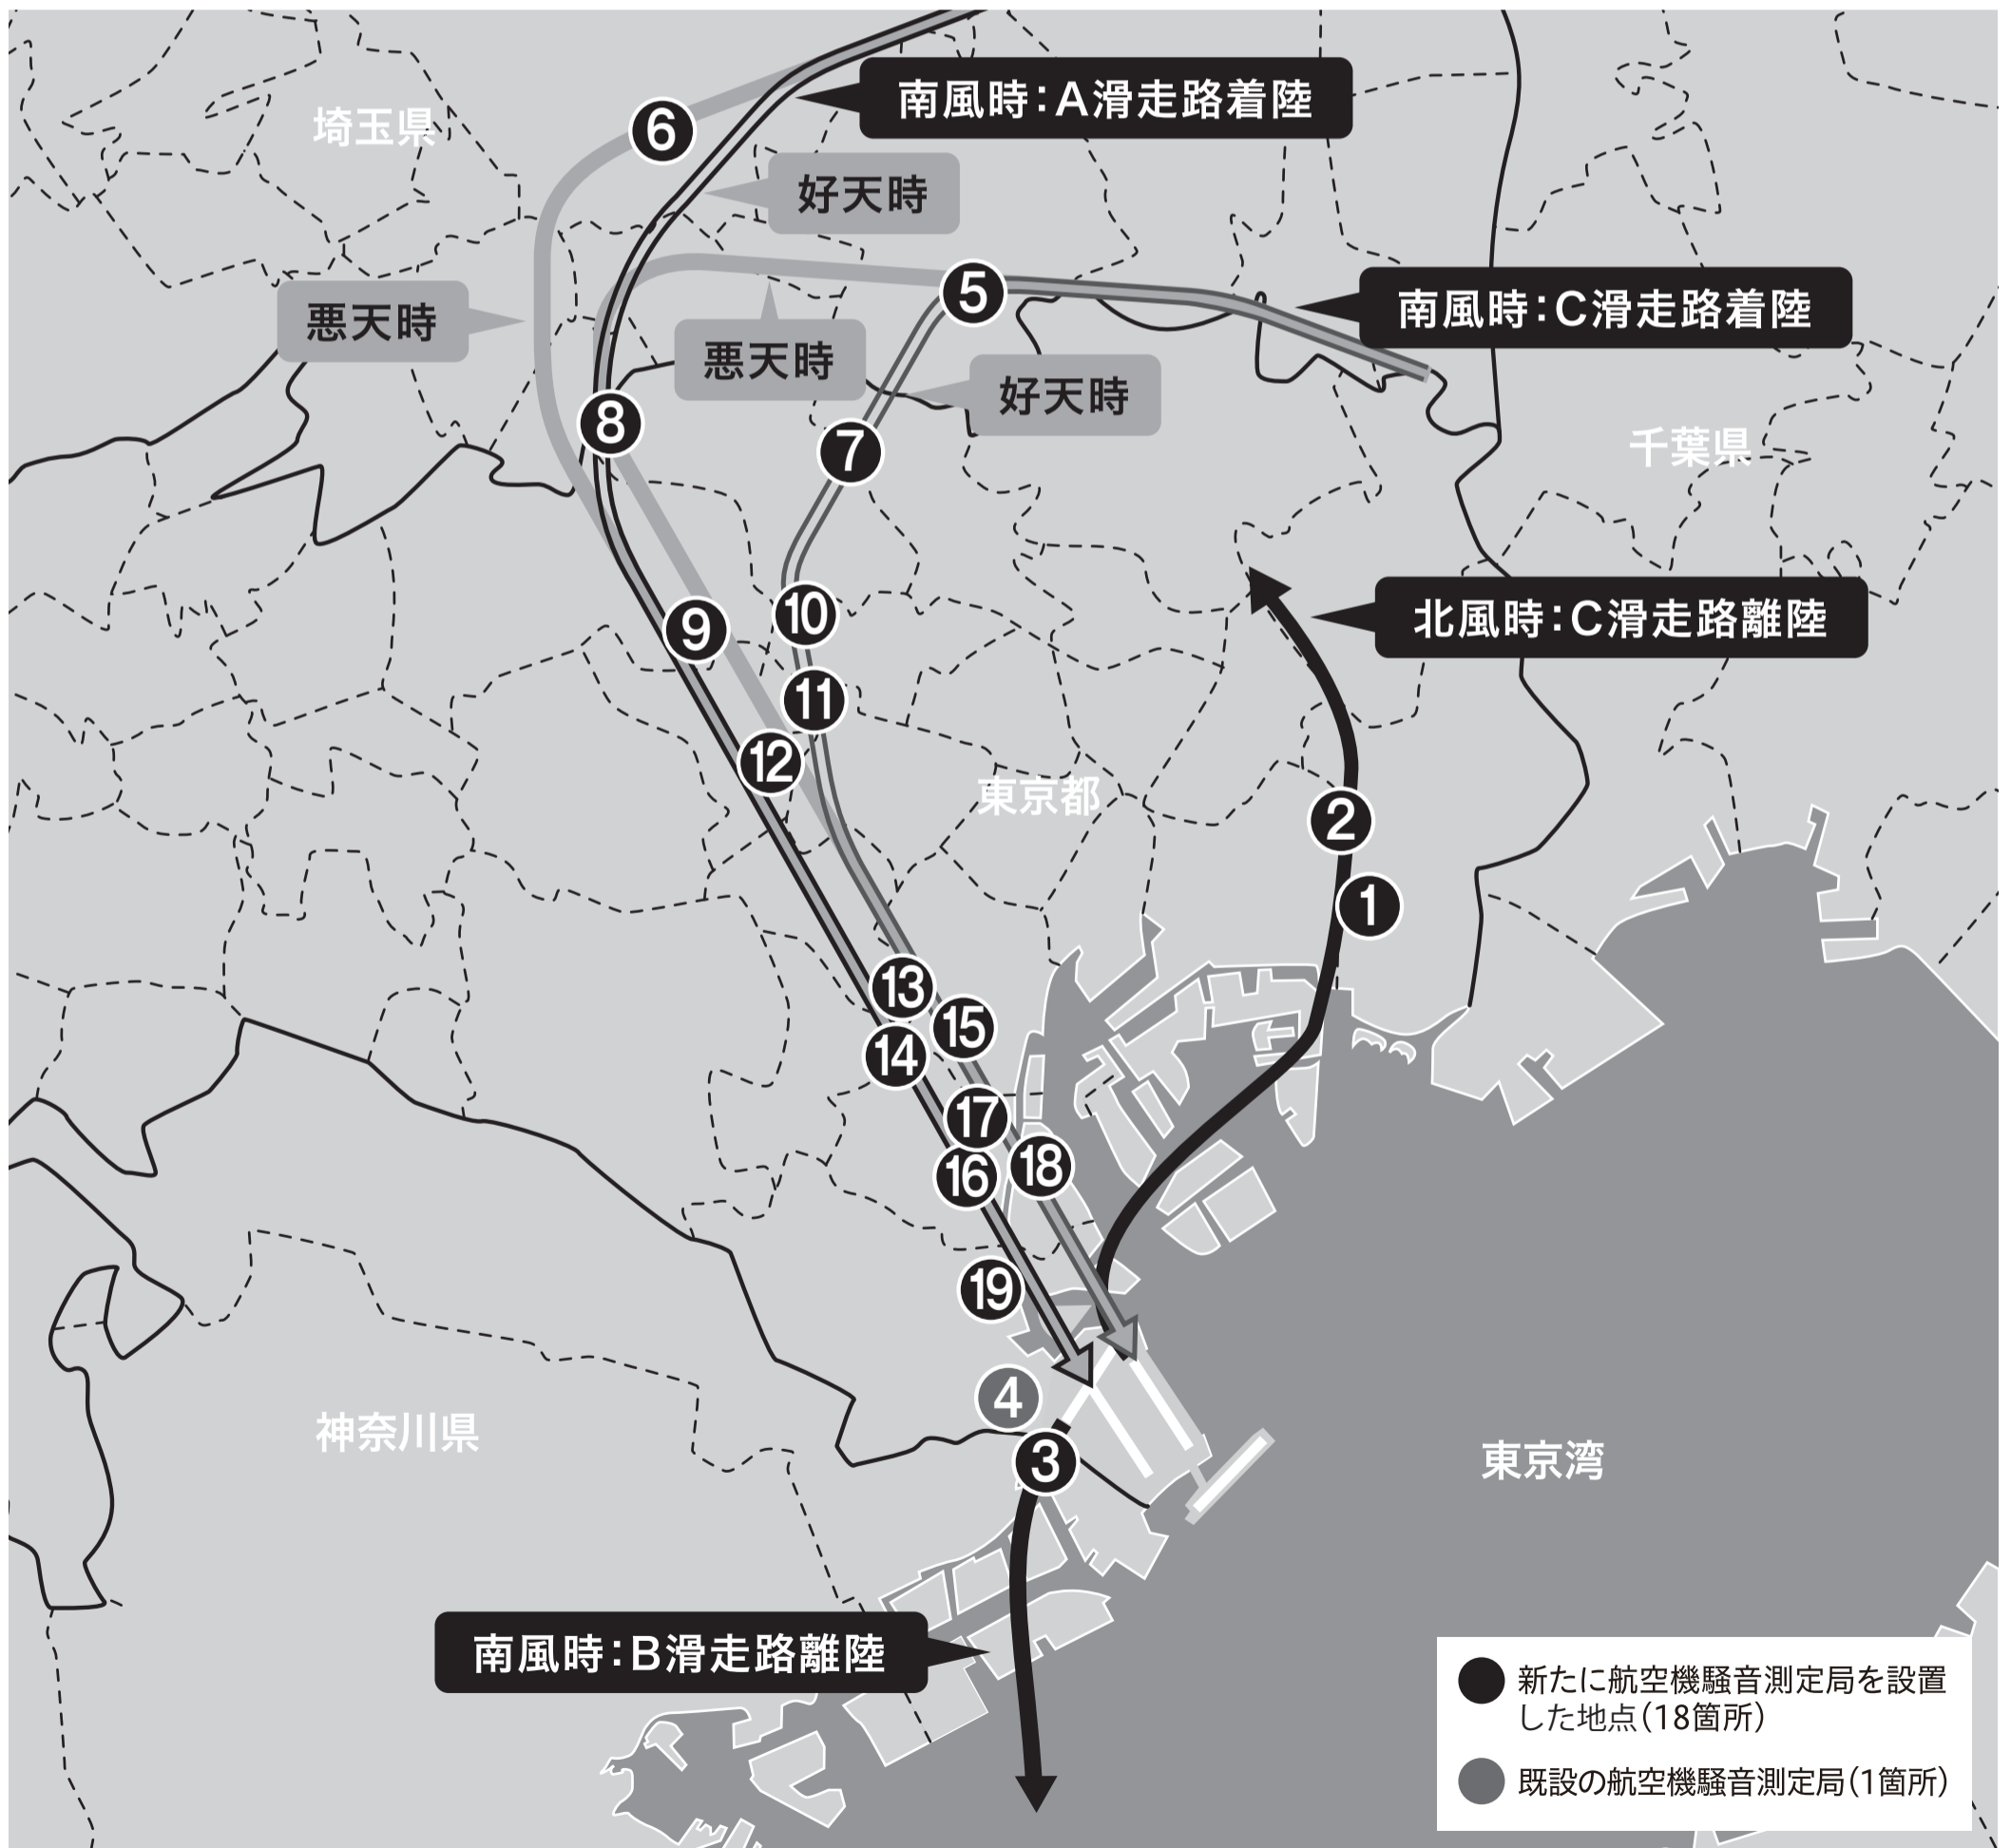 南風時：A滑走路着陸
埼玉県
6
好天時
5
南風時：C滑走路着陸
悪天時
悪天時
好天時
8
7
千葉県
10
9
北風時：C滑走路離陸
11
12
東京都
2
1
13
15
14
17
18
16
19
4
神奈川県
3
東京湾
南風時：B滑走路離陸
新たに航空機騒音測定局を設置
した地点（18箇所）
既設の航空機騒音測定局（1箇所）